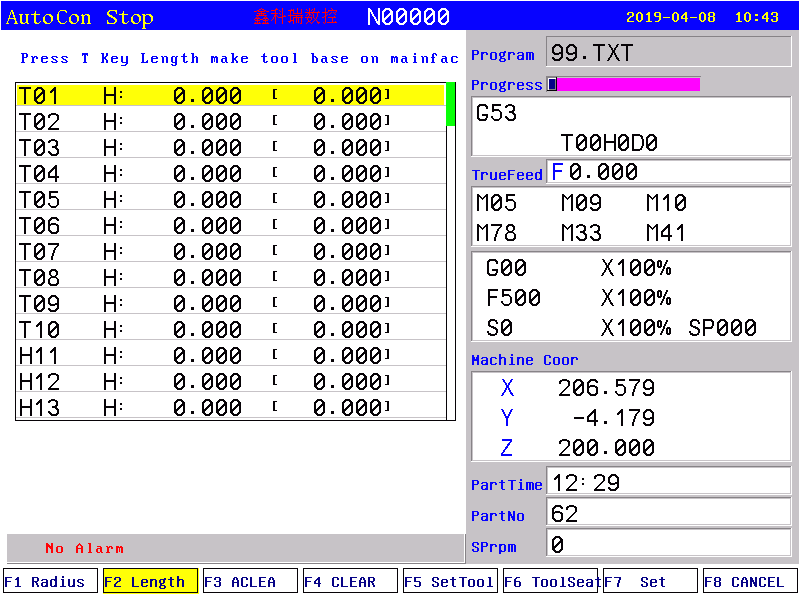 AutoCon Stop 鑫科瑞数控 N00000 2019-04-08 10:43
Press T Key Length make tool base on mainfac
T01 H: 0.000 [ 0.000]
T02 H: 0.000 [ 0.000]
T03 H: 0.000 [ 0.000]
T04 H: 0.000 [ 0.000]
T05 H: 0.000 [ 0.000]
T06 H: 0.000 [ 0.000]
T07 H: 0.000 [ 0.000]
T08 H: 0.000 [ 0.000]
T09 H: 0.000 [ 0.000]
T10 H: 0.000 [ 0.000]
H11 H: 0.000 [ 0.000]
H12 H: 0.000 [ 0.000]
H13 H: 0.000 [ 0.000]
Program 99.TXT
Progress
G53
T00H0D0
TrueFeed F 0.000
M05 M09 M10
M78 M33 M41
G00 X100%
F500 X100%
S0 X100% SP000
Machine Coor
X 206.579
Y -4.179
Z 200.000
PartTime 12:29
PartNo 62
SPrpm 0
No Alarm
F1 Radius F2 Length F3 ACLEA F4 CLEAR F5 SetTool F6 ToolSeat F7 Set F8 CANCEL